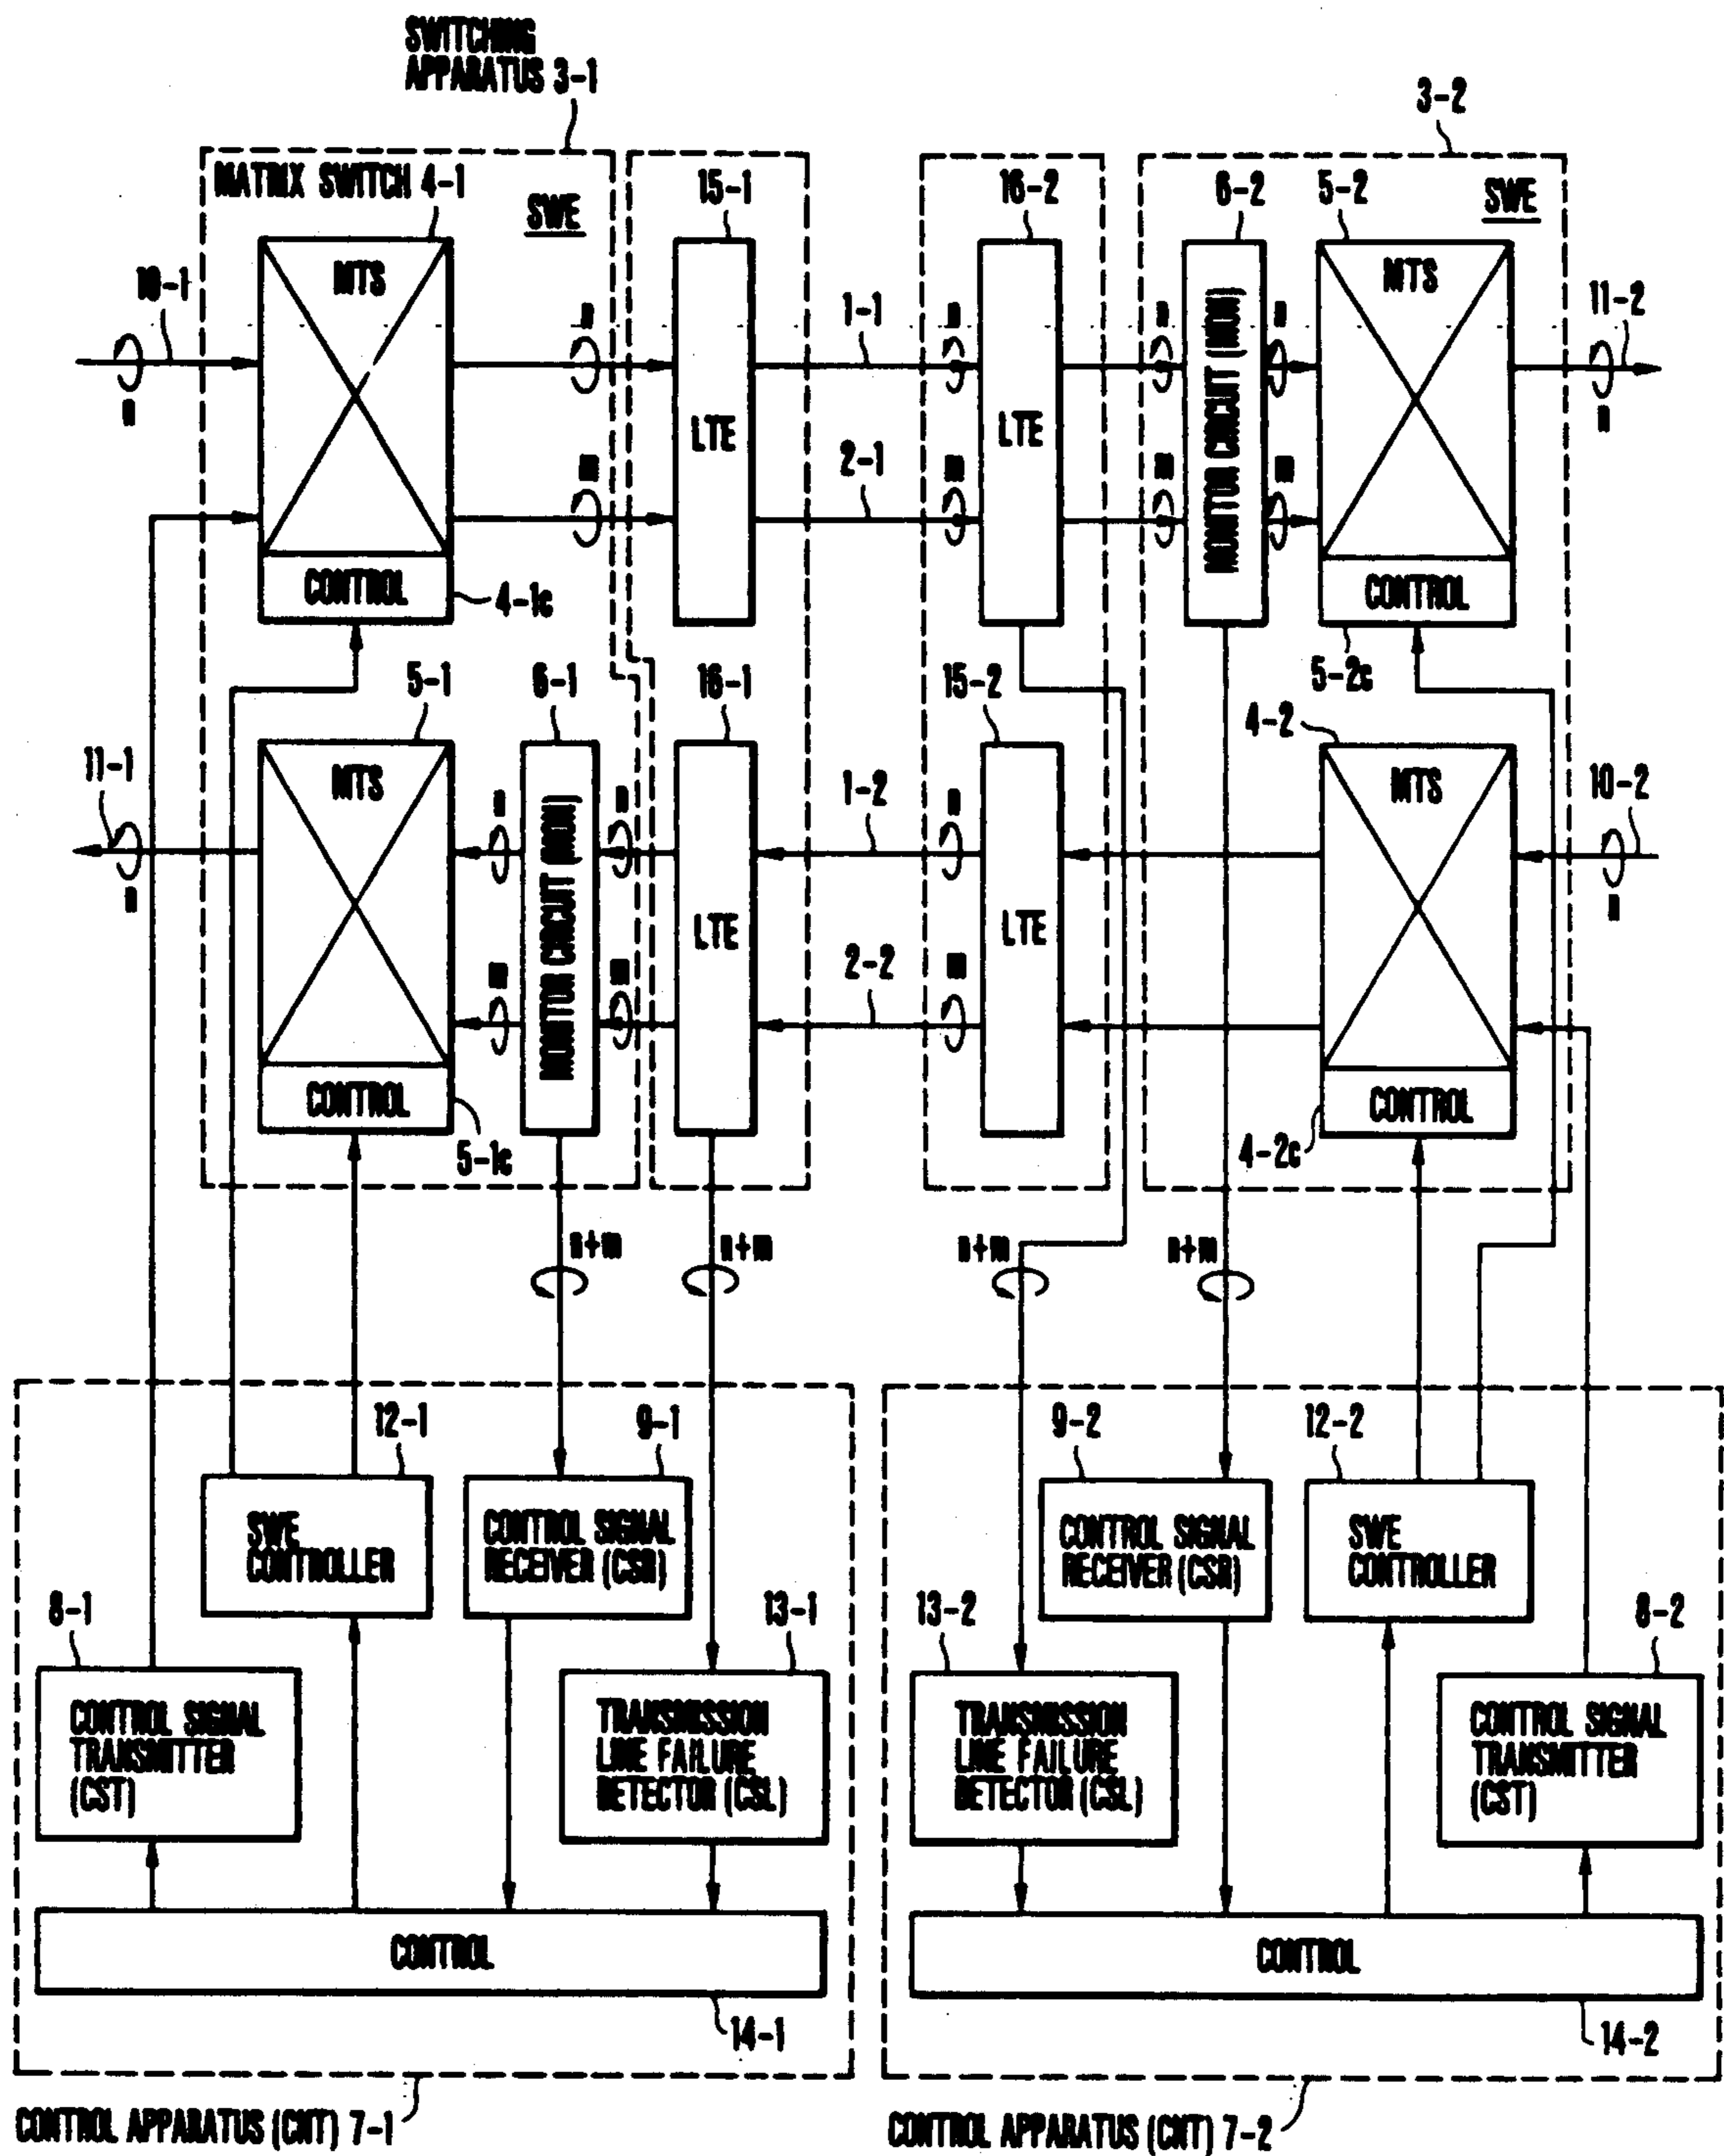 SWITCHING
APPARATUS 3-1
3-2
MATRIX SWITCH 4-1
SWE
15-1
16-2
6-2
5-2
SWE
MTS
LTE
LTE
MONITOR CIRCUIT (MON)
MTS
10-1
n
n
1-1
n
n
n
11-2
n
m
2-1
m
m
m
CONTROL
4-1c
CONTROL
5-2c
5-1
6-1
16-1
15-2
4-2
MTS
MONITOR CIRCUIT (MON)
LTE
LTE
MTS
11-1
n
n
n
1-2
n
10-2
n
m
m
2-2
m
CONTROL
5-1c
CONTROL
4-2c
n+m
n+m
n+m
n+m
12-1
9-1
9-2
12-2
SWE
CONTROLLER
CONTROL SIGNAL
RECEIVER (CSR)
CONTROL SIGNAL
RECEIVER (CSR)
SWE
CONTROLLER
8-1
13-1
13-2
8-2
CONTROL SIGNAL
TRANSMITTER
(CST)
TRANSMISSION
LINE FAILURE
DETECTOR (CSL)
TRANSMISSION
LINE FAILURE
DETECTOR (CSL)
CONTROL SIGNAL
TRANSMITTER
(CST)
CONTROL
CONTROL
14-1
14-2
CONTROL APPARATUS (CNT) 7-1
CONTROL APPARATUS (CNT) 7-2